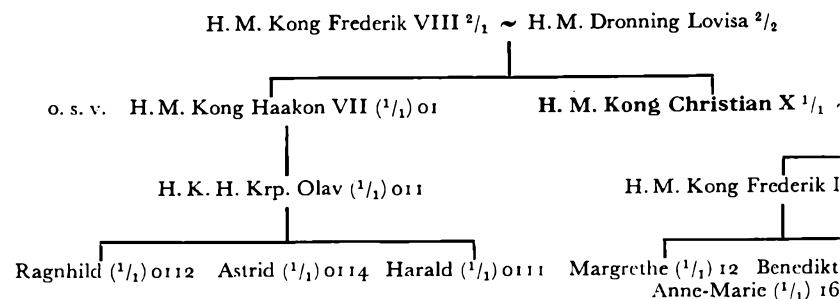 H. M. Kong Frederik VIII ²/₁ ~ H. M. Dronning Lovisa ²/₂
o. s. v. H. M. Kong Haakon VII (¹/₁) 01 H. M. Kong Christian X ¹/₁ ~
H. K. H. Krp. Olav (¹/₁) 011 H. M. Kong Frederik I
Ragnhild (¹/₁) 0112 Astrid (¹/₁) 0114 Harald (¹/₁) 0111 Margrethe (¹/₁) 12 Benedikt
Anne-Marie (¹/₁) 16